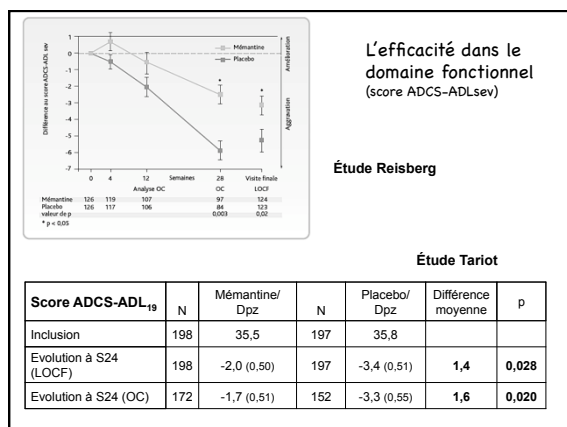 L'efficacité dans le
domaine fonctionnel
(score ADCS-ADLsev)
Différence au score ADCS-ADL sev
1
0
-1
-2
-3
-4
-5
-6
-7
Mémantine
Placebo
Amélioration
Aggravation
*
*
0 4 12 Semaines 28 Visite finale
Analyse OC OC LOCF
Mémantine 126 119 107 97 124
Placebo 126 117 106 84 123
valeur de p 0,003 0,02
* p < 0,05
Étude Reisberg
Étude Tariot
Score ADCS-ADL19 N Mémantine/ Dpz N Placebo/ Dpz Différence moyenne p
Inclusion 198 35,5 197 35,8
Evolution à S24 (LOCF) 198 -2,0 (0,50) 197 -3,4 (0,51) 1,4 0,028
Evolution à S24 (OC) 172 -1,7 (0,51) 152 -3,3 (0,55) 1,6 0,020